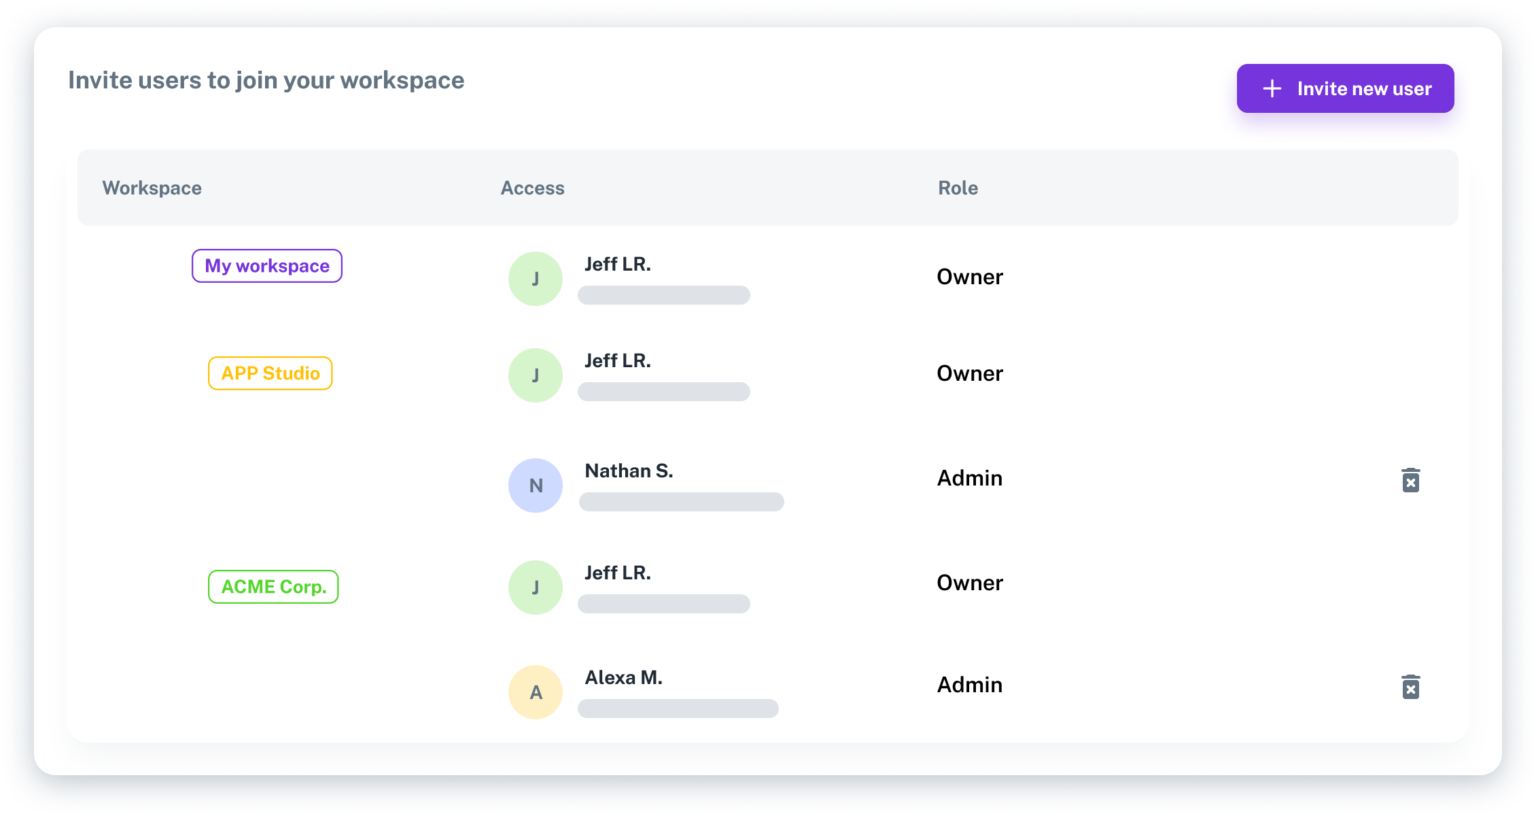 Invite users to join your workspace
+ Invite new user
Workspace Access Role
My workspace J Jeff LR. Owner
APP Studio J Jeff LR. Owner
N Nathan S. Admin
ACME Corp. J Jeff LR. Owner
A Alexa M. Admin